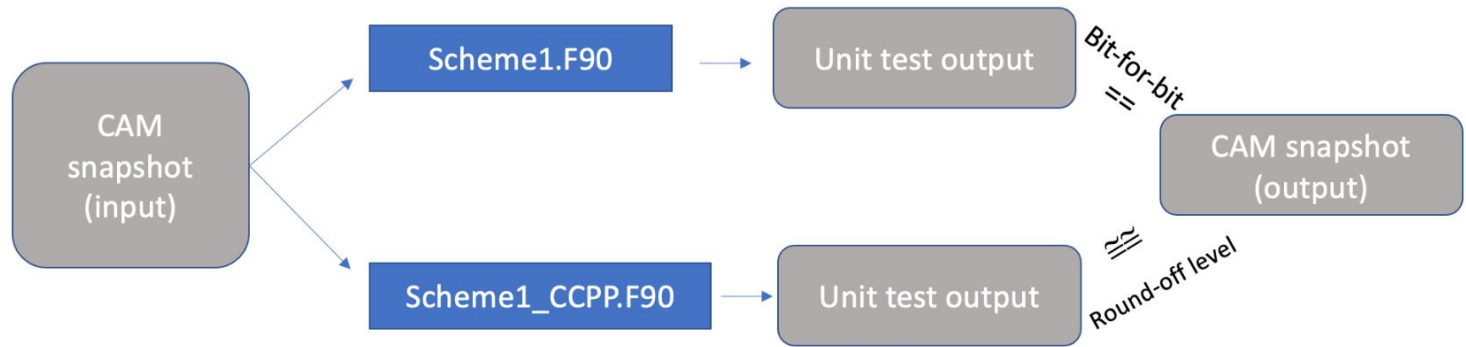 CAM
snapshot
(input)
Scheme1.F90
Unit test output
Bit-for-bit
==
CAM snapshot
(output)
Scheme1_CCPP.F90
Unit test output
≅≅
Round-off level